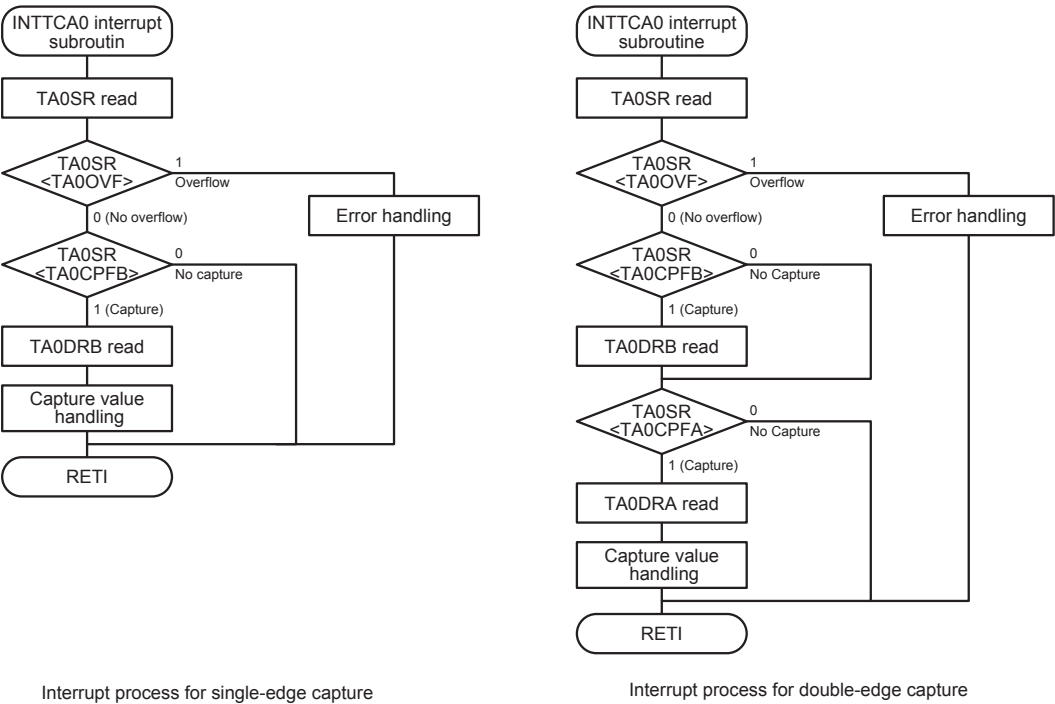 INTTCA0 interrupt
subroutin
TA0SR read
TA0SR
<TA0OVF>
1
Overflow
0 (No overflow)
Error handling
TA0SR
<TA0CPFB>
0
No capture
1 (Capture)
TA0DRB read
Capture value
handling
RETI
Interrupt process for single-edge capture
INTTCA0 interrupt
subroutine
TA0SR read
TA0SR
<TA0OVF>
1
Overflow
0 (No overflow)
Error handling
TA0SR
<TA0CPFB>
0
No Capture
1 (Capture)
TA0DRB read
TA0SR
<TA0CPFA>
0
No Capture
1 (Capture)
TA0DRA read
Capture value
handling
RETI
Interrupt process for double-edge capture